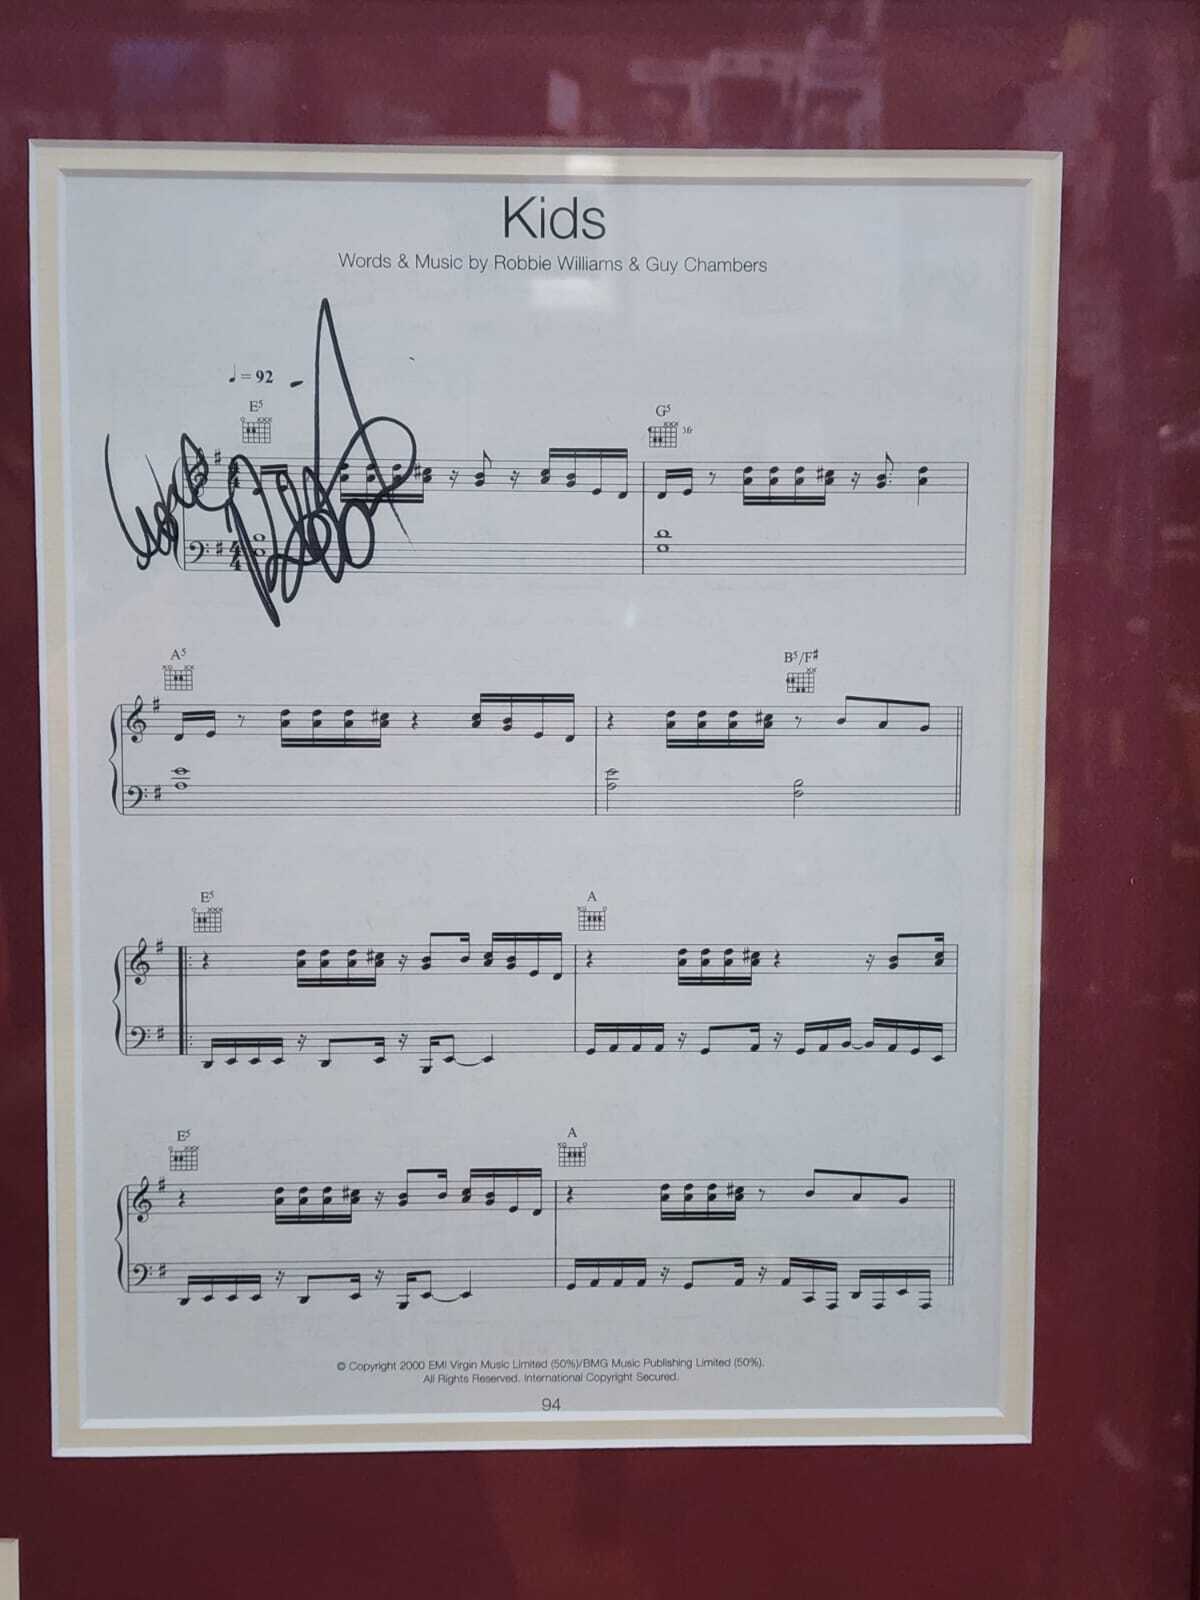 Kids
Words & Music by Robbie Williams & Guy Chambers
♩= 92
E5
G5
3fr
A5
B5/F♯
E5
A
E5
A
© Copyright 2000 EMI Virgin Music Limited (50%)/BMG Music Publishing Limited (50%).
All Rights Reserved. International Copyright Secured.
94